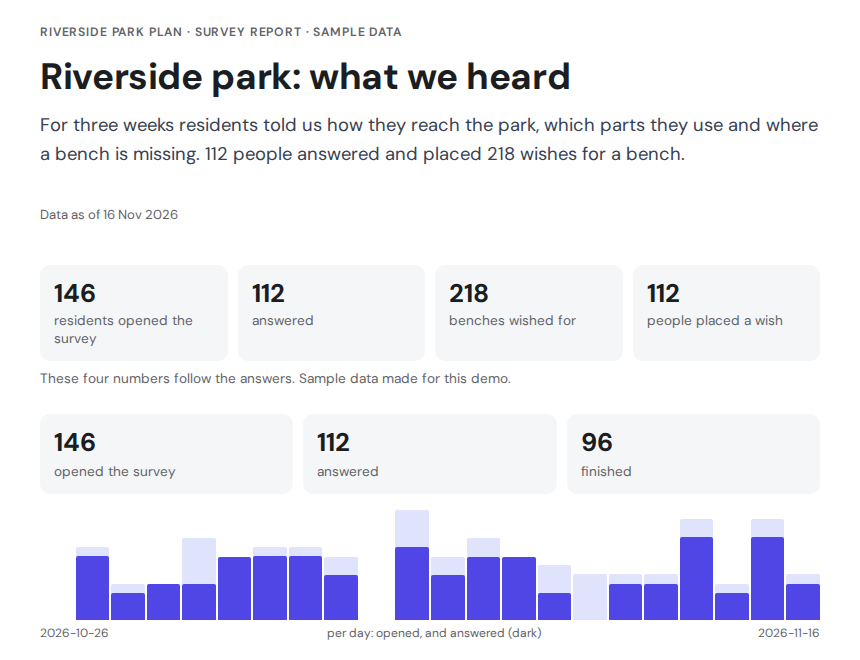 RIVERSIDE PARK PLAN · SURVEY REPORT · SAMPLE DATA
Riverside park: what we heard
For three weeks residents told us how they reach the park, which parts they use and where
a bench is missing. 112 people answered and placed 218 wishes for a bench.
Data as of 16 Nov 2026
146
residents opened the
survey
112
answered
218
benches wished for
112
people placed a wish
These four numbers follow the answers. Sample data made for this demo.
146
opened the survey
112
answered
96
finished
2026-10-26
per day: opened, and answered (dark)
2026-11-16